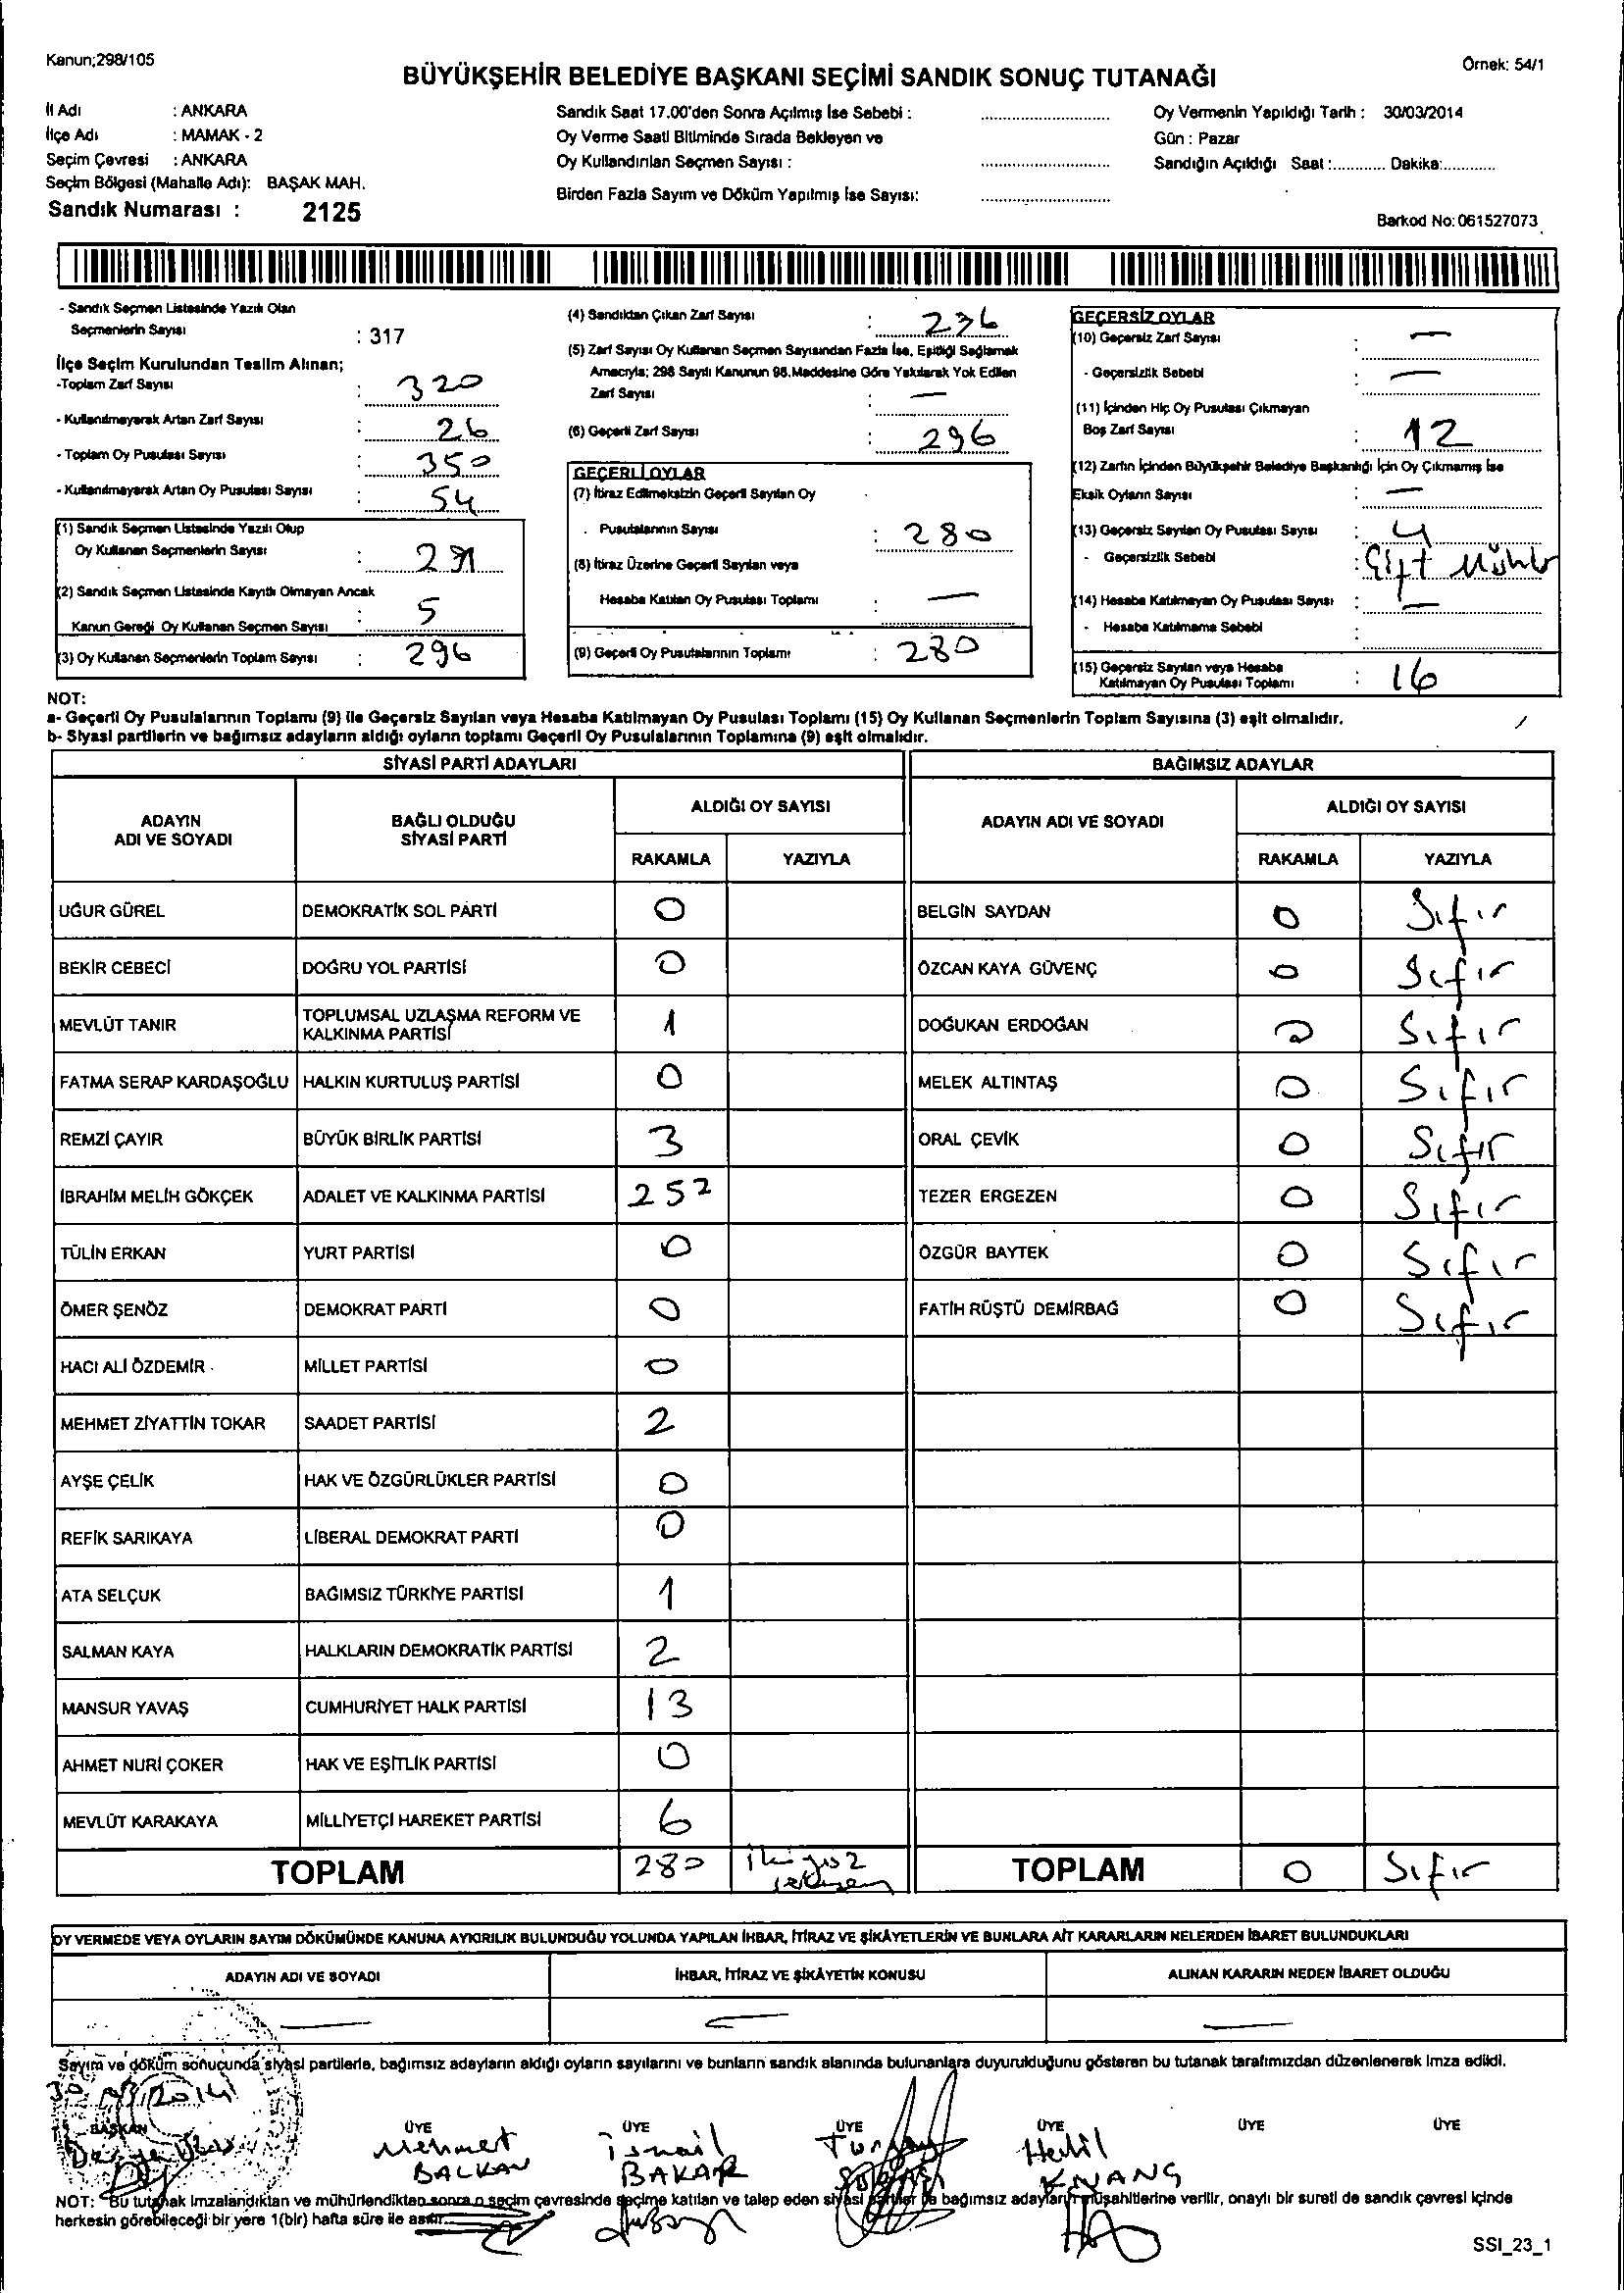 Kanun;298/105
Örnek: 54/1
BÜYÜKŞEHİR BELEDİYE BAŞKANI SEÇİMİ SANDIK SONUÇ TUTANAĞI
İl Adı : ANKARA
İlçe Adı : MAMAK - 2
Seçim Çevresi : ANKARA
Seçim Bölgesi (Mahalle Adı): BAŞAK MAH.
Sandık Numarası : 2125
Sandık Saat 17.00'den Sonra Açılmış İse Sebebi :
Oy Verme Saati Bitiminde Sırada Bekleyen ve
Oy Kullandırılan Seçmen Sayısı :
Birden Fazla Sayım ve Döküm Yapılmış İse Sayısı:
Oy Vermenin Yapıldığı Tarih : 30/03/2014
Gün : Pazar
Sandığın Açıldığı Saat :............. Dakika:.............
Barkod No:061527073
- Sandık Seçmen Listesinde Yazılı Olan
Seçmenlerin Sayısı : 317
İlçe Seçim Kurulundan Teslim Alınan;
-Toplam Zarf Sayısı : 320
- Kullanılmayarak Artan Zarf Sayısı : 26
- Toplam Oy Pusulası Sayısı : 350
- Kullanılmayarak Artan Oy Pusulası Sayısı : 54
(1) Sandık Seçmen Listesinde Yazılı Olup
Oy Kullanan Seçmenlerin Sayısı : 291
(2) Sandık Seçmen Listesinde Kayıtlı Olmayan Ancak
Kanun Gereği Oy Kullanan Seçmen Sayısı : 5
(3) Oy Kullanan Seçmenlerin Toplam Sayısı : 296
(4) Sandıktan Çıkan Zarf Sayısı : 296
(5) Zarf Sayısı Oy Kullanan Seçmen Sayısından Fazla İse, Eşitliği Sağlamak
Amacıyla; 298 Sayılı Kanunun 98.Maddesine Göre Yakılarak Yok Edilen
Zarf Sayısı : —
(6) Geçerli Zarf Sayısı : 296
GEÇERLİ OYLAR
(7) İtiraz Edilmeksizin Geçerli Sayılan Oy
Pusulalarının Sayısı : 280
(8) İtiraz Üzerine Geçerli Sayılan veya
Hesaba Katılan Oy Pusulası Toplamı : —
(9) Geçerli Oy Pusulalarının Toplamı : 280
GEÇERSİZ OYLAR
(10) Geçersiz Zarf Sayısı : —
- Geçersizlik Sebebi : —
(11) İçinden Hiç Oy Pusulası Çıkmayan
Boş Zarf Sayısı : 12
(12) Zarfın İçinden Büyükşehir Belediye Başkanlığı İçin Oy Çıkmamış İse
Eksik Oyların Sayısı : —
(13) Geçersiz Sayılan Oy Pusulası Sayısı : 4
- Geçersizlik Sebebi : Çift Mühür
(14) Hesaba Katılmayan Oy Pusulası Sayısı : —
- Hesaba Katılmama Sebebi :
(15) Geçersiz Sayılan veya Hesaba
Katılmayan Oy Pusulası Toplamı : 16
NOT:
a- Geçerli Oy Pusulalarının Toplamı (9) ile Geçersiz Sayılan veya Hesaba Katılmayan Oy Pusulası Toplamı (15) Oy Kullanan Seçmenlerin Toplam Sayısına (3) eşit olmalıdır.
b- Siyasi partilerin ve bağımsız adayların aldığı oyların toplamı Geçerli Oy Pusulalarının Toplamına (9) eşit olmalıdır.
SİYASİ PARTİ ADAYLARI
BAĞIMSIZ ADAYLAR
ADAYIN ADI VE SOYADI
BAĞLI OLDUĞU SİYASİ PARTİ
ALDIĞI OY SAYISI
ADAYIN ADI VE SOYADI
ALDIĞI OY SAYISI
RAKAMLA YAZIYLA RAKAMLA YAZIYLA
UĞUR GÜREL DEMOKRATİK SOL PARTİ 0 BELGİN SAYDAN 0 Sıfır
BEKİR CEBECİ DOĞRU YOL PARTİSİ 0 ÖZCAN KAYA GÜVENÇ 0 Sıfır
MEVLÜT TANIR TOPLUMSAL UZLAŞMA REFORM VE KALKINMA PARTİSİ 1 DOĞUKAN ERDOĞAN 0 Sıfır
FATMA SERAP KARDAŞOĞLU HALKIN KURTULUŞ PARTİSİ 0 MELEK ALTINTAŞ 0 Sıfır
REMZİ ÇAYIR BÜYÜK BİRLİK PARTİSİ 3 ORAL ÇEVİK 0 Sıfır
İBRAHİM MELİH GÖKÇEK ADALET VE KALKINMA PARTİSİ 252 TEZER ERGEZEN 0 Sıfır
TÜLİN ERKAN YURT PARTİSİ 0 ÖZGÜR BAYTEK 0 Sıfır
ÖMER ŞENÖZ DEMOKRAT PARTİ 0 FATİH RÜŞTÜ DEMİRBAĞ 0 Sıfır
HACI ALİ ÖZDEMİR MİLLET PARTİSİ 0
MEHMET ZİYATTİN TOKAR SAADET PARTİSİ 2
AYŞE ÇELİK HAK VE ÖZGÜRLÜKLER PARTİSİ 0
REFİK SARIKAYA LİBERAL DEMOKRAT PARTİ 0
ATA SELÇUK BAĞIMSIZ TÜRKİYE PARTİSİ 1
SALMAN KAYA HALKLARIN DEMOKRATİK PARTİSİ 2
MANSUR YAVAŞ CUMHURİYET HALK PARTİSİ 13
AHMET NURİ ÇOKER HAK VE EŞİTLİK PARTİSİ 0
MEVLÜT KARAKAYA MİLLİYETÇİ HAREKET PARTİSİ 6
TOPLAM 280 ikiyüz seksen TOPLAM 0 Sıfır
OY VERMEDE VEYA OYLARIN SAYIM DÖKÜMÜNDE KANUNA AYKIRILIK BULUNDUĞU YOLUNDA YAPILAN İHBAR, İTİRAZ VE ŞİKÂYETLERİN VE BUNLARA AİT KARARLARIN NELERDEN İBARET BULUNDUKLARI
ADAYIN ADI VE SOYADI İHBAR, İTİRAZ VE ŞİKÂYETİN KONUSU ALINAN KARARIN NEDEN İBARET OLDUĞU
— — —
Sayım ve döküm sonucunda siyasi partilerle, bağımsız adayların aldığı oyların sayılarını ve bunların sandık alanında bulunanlara duyurulduğunu gösteren bu tutanak tarafımızdan düzenlenerek imza edildi.
BAŞKAN ÜYE ÜYE ÜYE ÜYE ÜYE ÜYE
Mehmet BALKAN
ismail BAKAR
Halil
NOT: Bu tutanak imzalandıktan ve mühürlendikten sonra o seçim çevresinde seçime katılan ve talep eden siyasi partiler ile bağımsız adayların müşahitlerine verilir, onaylı bir sureti de sandık çevresi içinde
herkesin görebileceği bir yere 1(bir) hafta süre ile asılır.
SSI_23_1